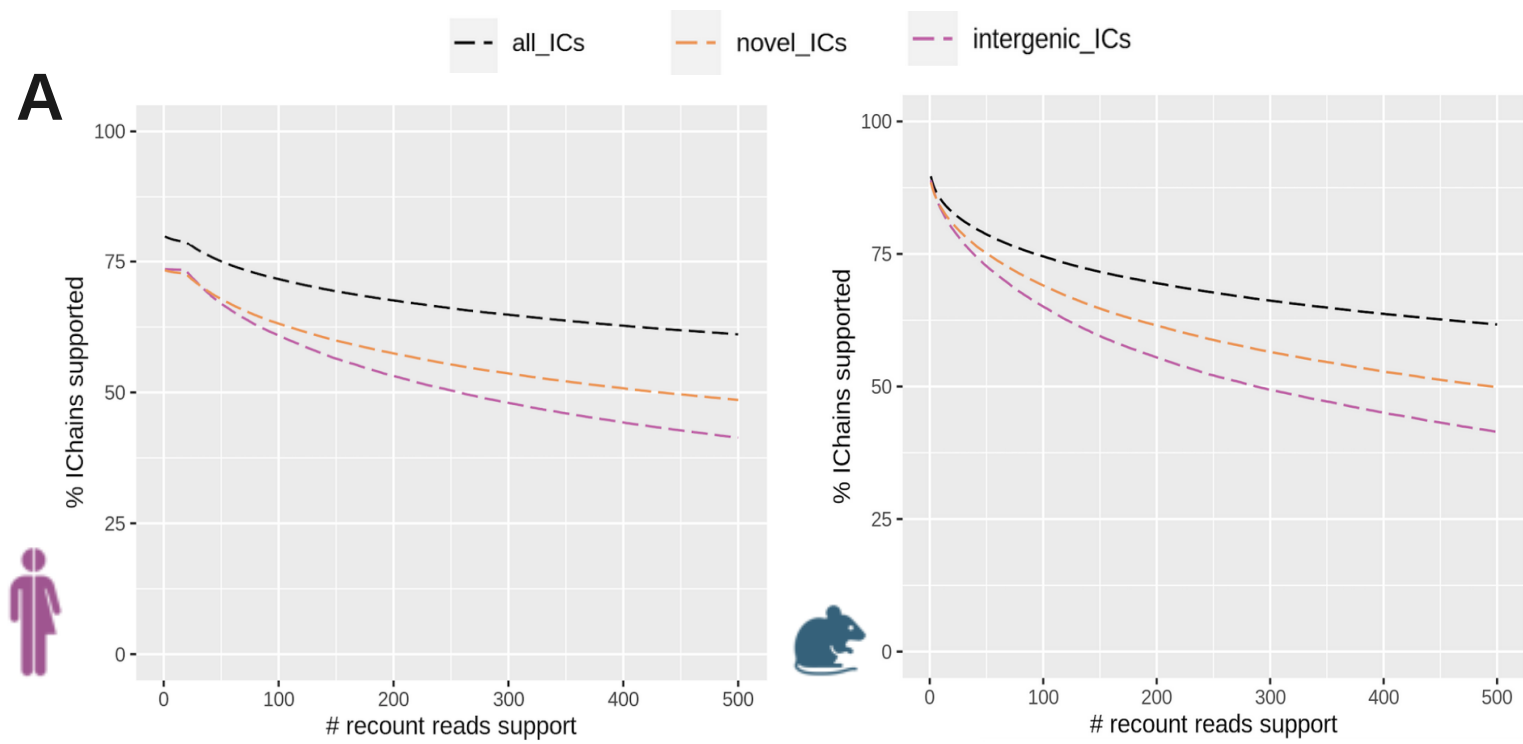 all_ICs novel_ICs intergenic_ICs
A
% IChains supported
100
75
50
25
0
0 100 200 300 400 500
# recount reads support
% IChains supported
100
75
50
25
0
0 100 200 300 400 500
# recount reads support